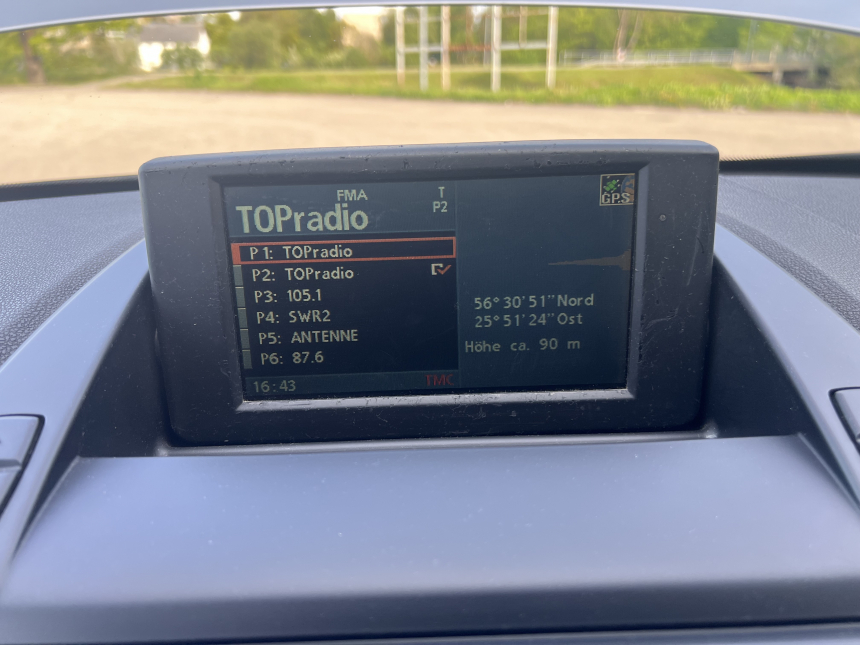 FMA
T
TOPradio
P2
P1: TOPradio
P2: TOPradio
P3: 105.1
P4: SWR2
P5: ANTENNE
P6: 87.6
16:43
TMC
GPS
56°30'51"Nord
25°51'24"Ost
Höhe ca. 90 m